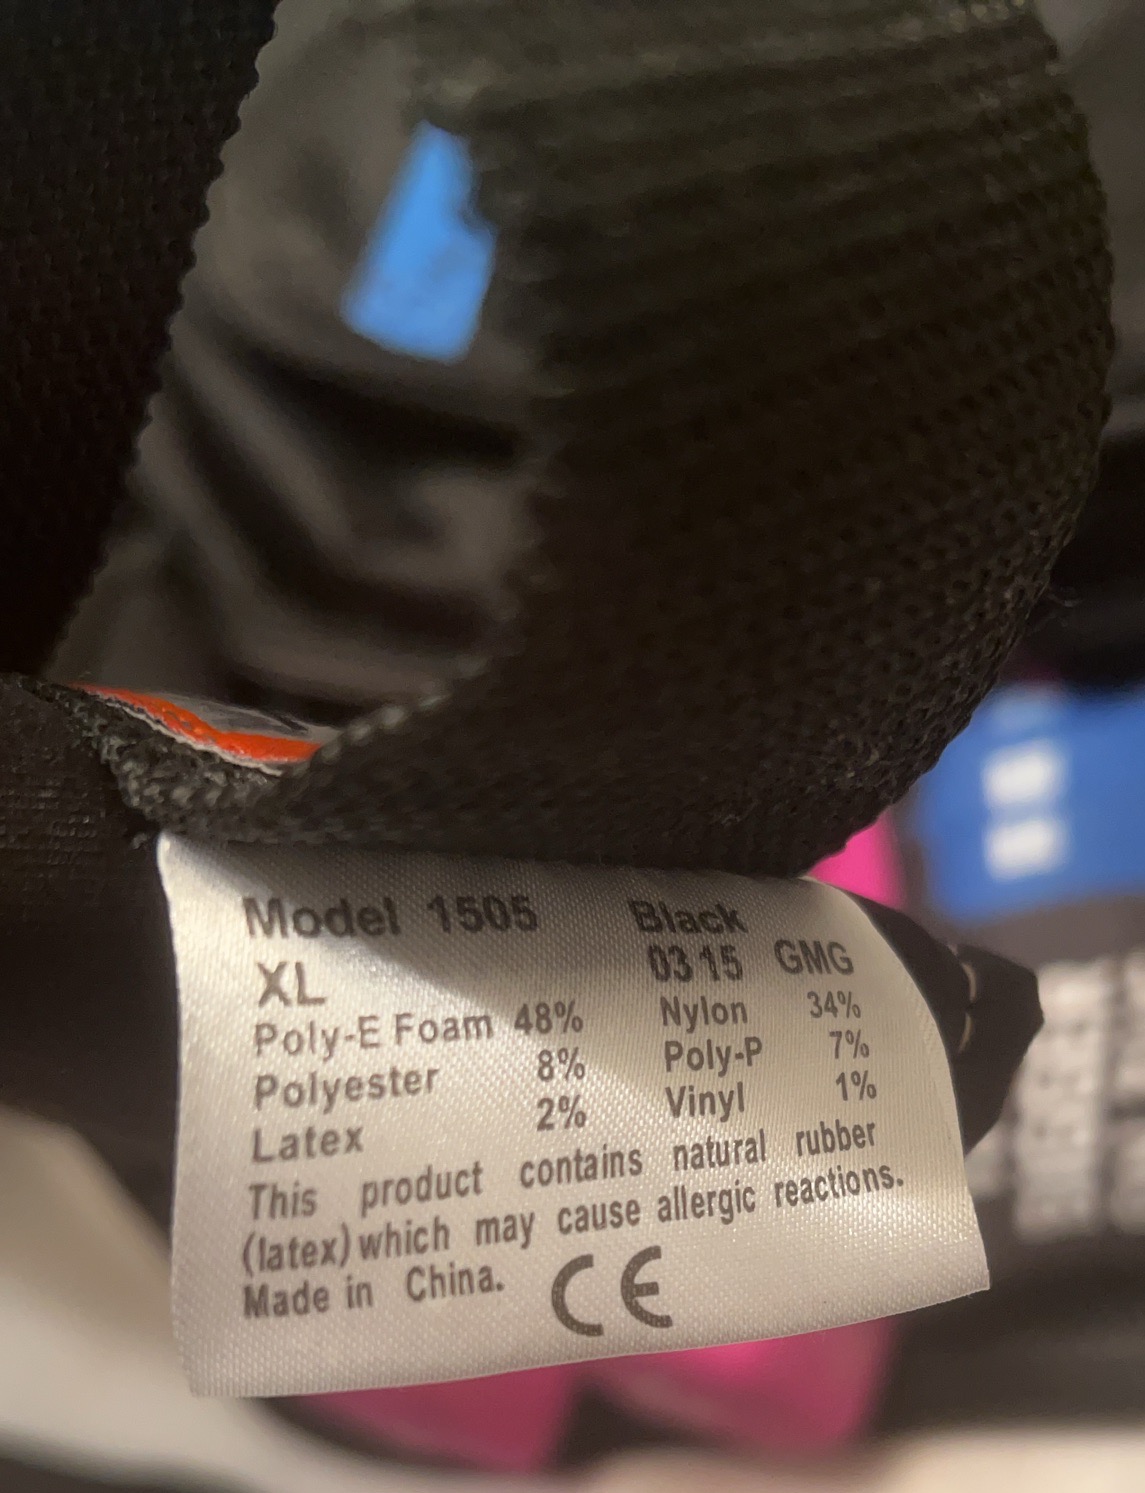 Model 1505 Black
XL 03 15 GMG
Poly-E Foam 48% Nylon 34%
Polyester 8% Poly-P 7%
Latex 2% Vinyl 1%
This product contains natural rubber
(latex) which may cause allergic reactions.
Made in China. CE